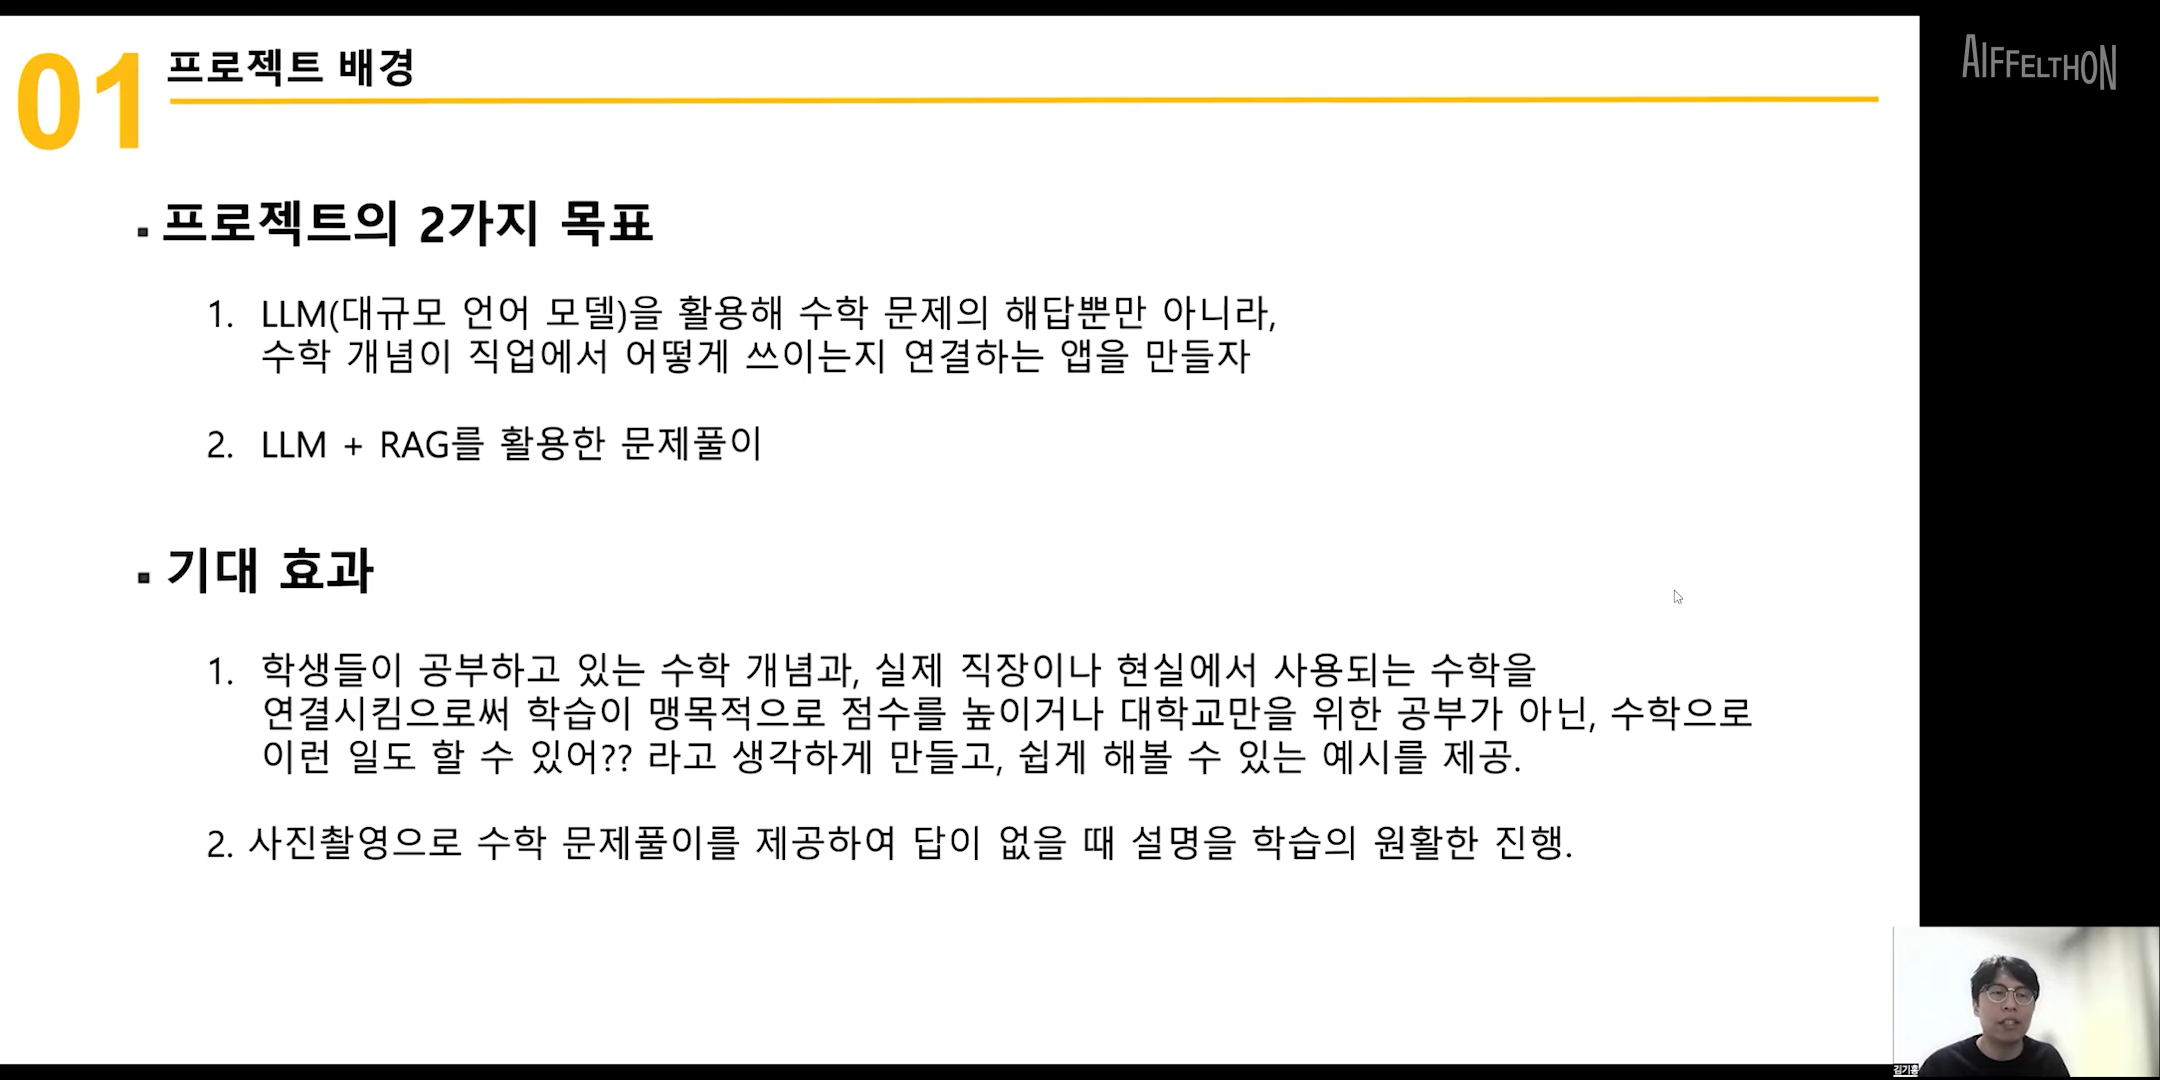 01 프로젝트 배경
AIFFELTHON
▪ 프로젝트의 2가지 목표
1. LLM(대규모 언어 모델)을 활용해 수학 문제의 해답뿐만 아니라,
수학 개념이 직업에서 어떻게 쓰이는지 연결하는 앱을 만들자
2. LLM + RAG를 활용한 문제풀이
▪ 기대 효과
1. 학생들이 공부하고 있는 수학 개념과, 실제 직장이나 현실에서 사용되는 수학을
연결시킴으로써 학습이 맹목적으로 점수를 높이거나 대학교만을 위한 공부가 아닌, 수학으로
이런 일도 할 수 있어?? 라고 생각하게 만들고, 쉽게 해볼 수 있는 예시를 제공.
2. 사진촬영으로 수학 문제풀이를 제공하여 답이 없을 때 설명을 학습의 원활한 진행.
김기홍